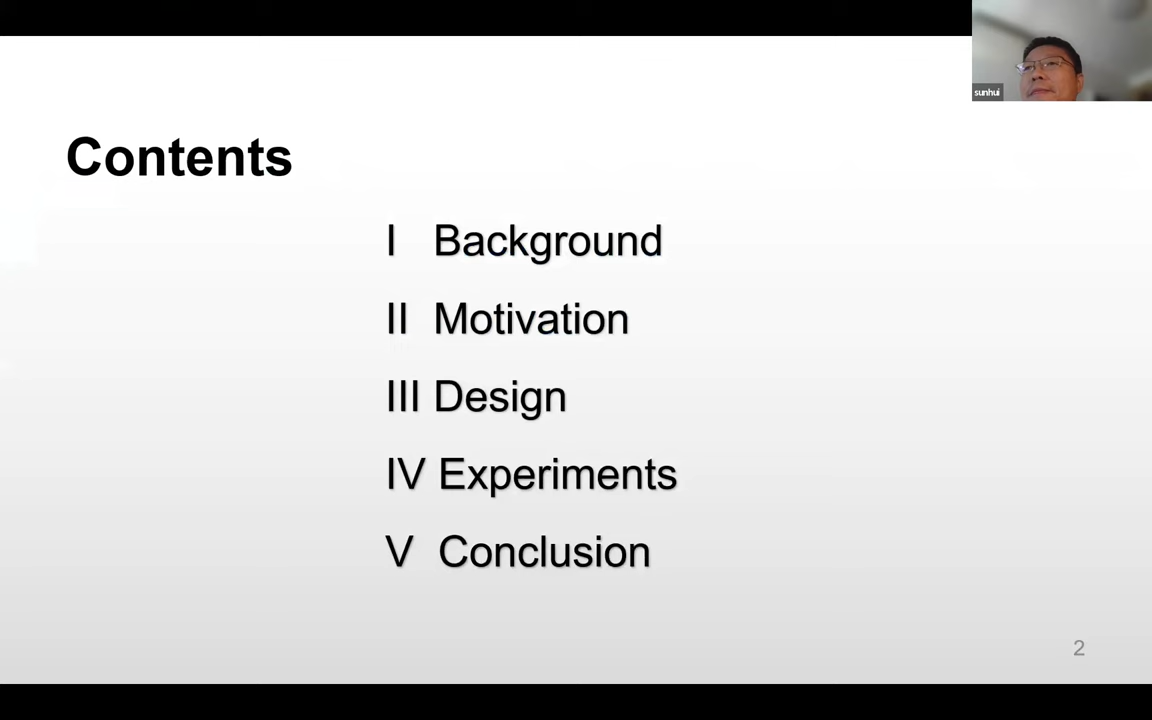 sunhui
Contents
I Background
II Motivation
III Design
IV Experiments
V Conclusion
2